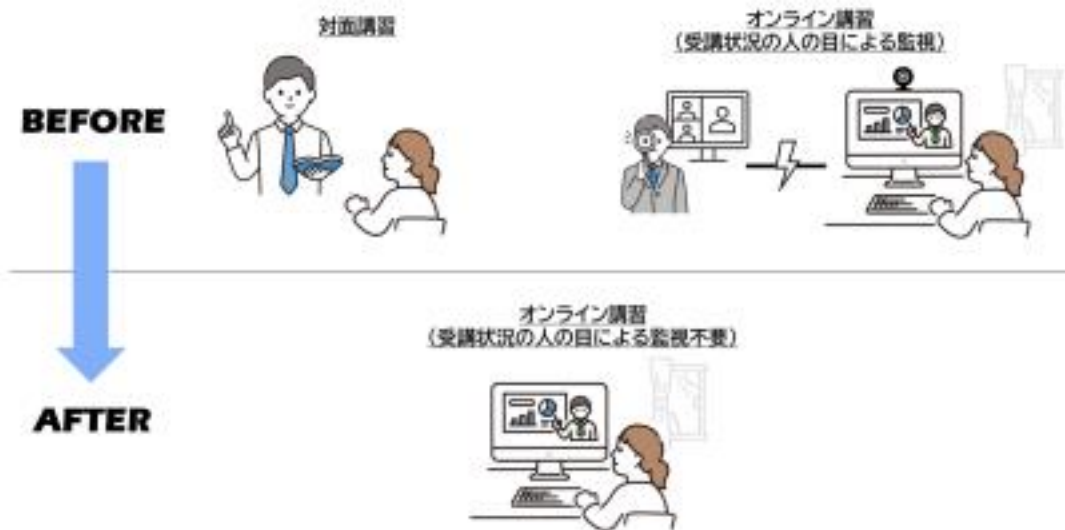 対面講習
オンライン講習
（受講状況の人の目による監視）
BEFORE
オンライン講習
（受講状況の人の目による監視不要）
AFTER